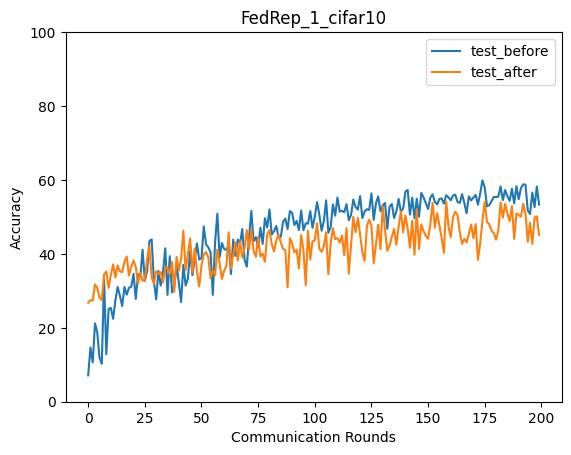 FedRep_1_cifar10
test_before
test_after
Accuracy
100
80
60
40
20
0
0 25 50 75 100 125 150 175 200
Communication Rounds